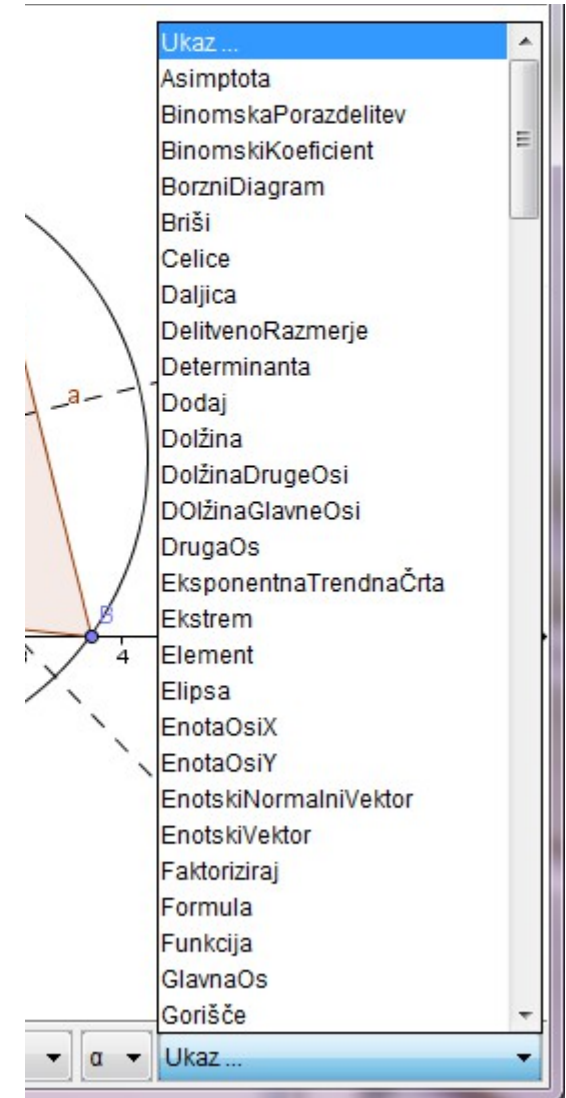 Ukaz ...
Asimptota
BinomskaPorazdelitev
BinomskiKoeficient
BorzniDiagram
Briši
Celice
Daljica
DelitvenoRazmerje
Determinanta
Dodaj
Dolžina
DolžinaDrugeOsi
DOlžinaGlavneOsi
DrugaOs
EksponentnaTrendnaČrta
Ekstrem
Element
Elipsa
EnotaOsiX
EnotaOsiY
EnotskiNormalniVektor
EnotskiVektor
Faktoriziraj
Formula
Funkcija
GlavnaOs
Gorišče
a
B
4
α
Ukaz ...